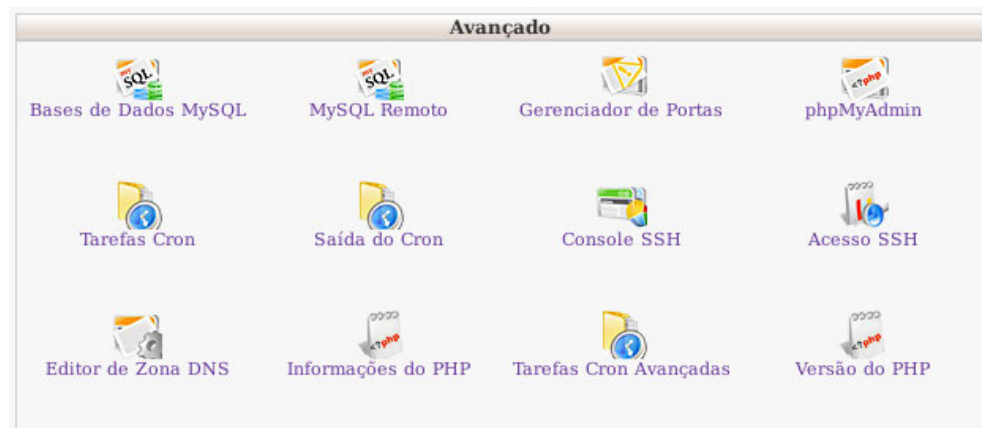 Avançado
Bases de Dados MySQL
MySQL Remoto
Gerenciador de Portas
phpMyAdmin
Tarefas Cron
Saída do Cron
Console SSH
Acesso SSH
Editor de Zona DNS
Informações do PHP
Tarefas Cron Avançadas
Versão do PHP